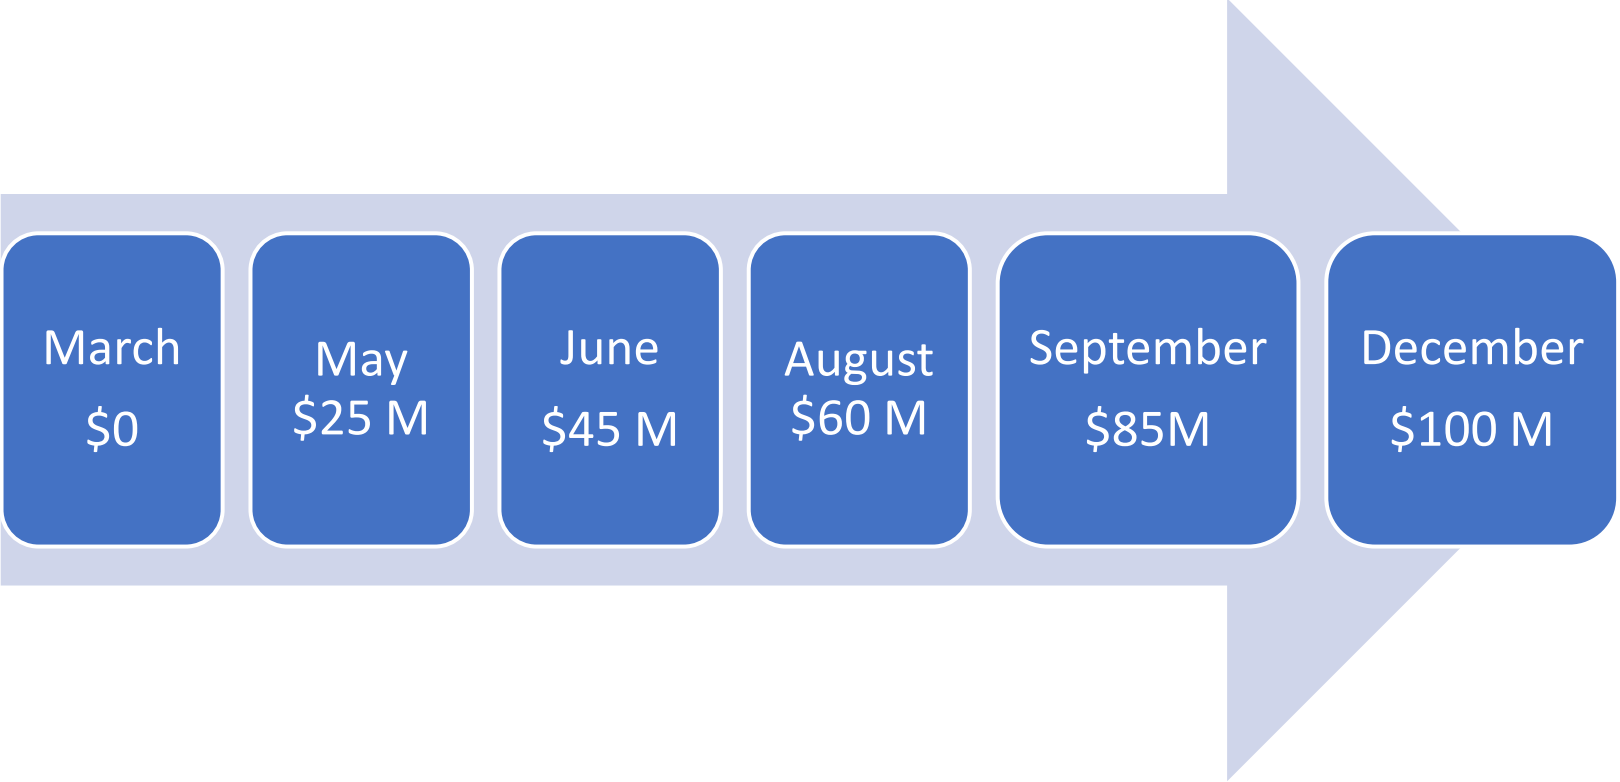 March
$0
May
$25 M
June
$45 M
August
$60 M
September
$85M
December
$100 M